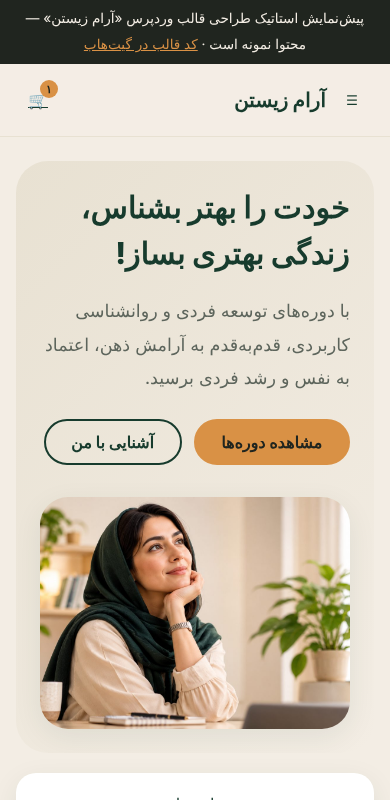 پیش‌نمایش استاتیک طراحی قالب وردپرس «آرام زیستن» —
محتوا نمونه است · کد قالب در گیت‌هاب
☰ آرام زیستن
۱
خودت را بهتر بشناس،
زندگی بهتری بساز!
با دوره‌های توسعه فردی و روانشناسی
کاربردی، قدم‌به‌قدم به آرامش ذهن، اعتماد
به نفس و رشد فردی برسید.
مشاهده دوره‌ها
آشنایی با من